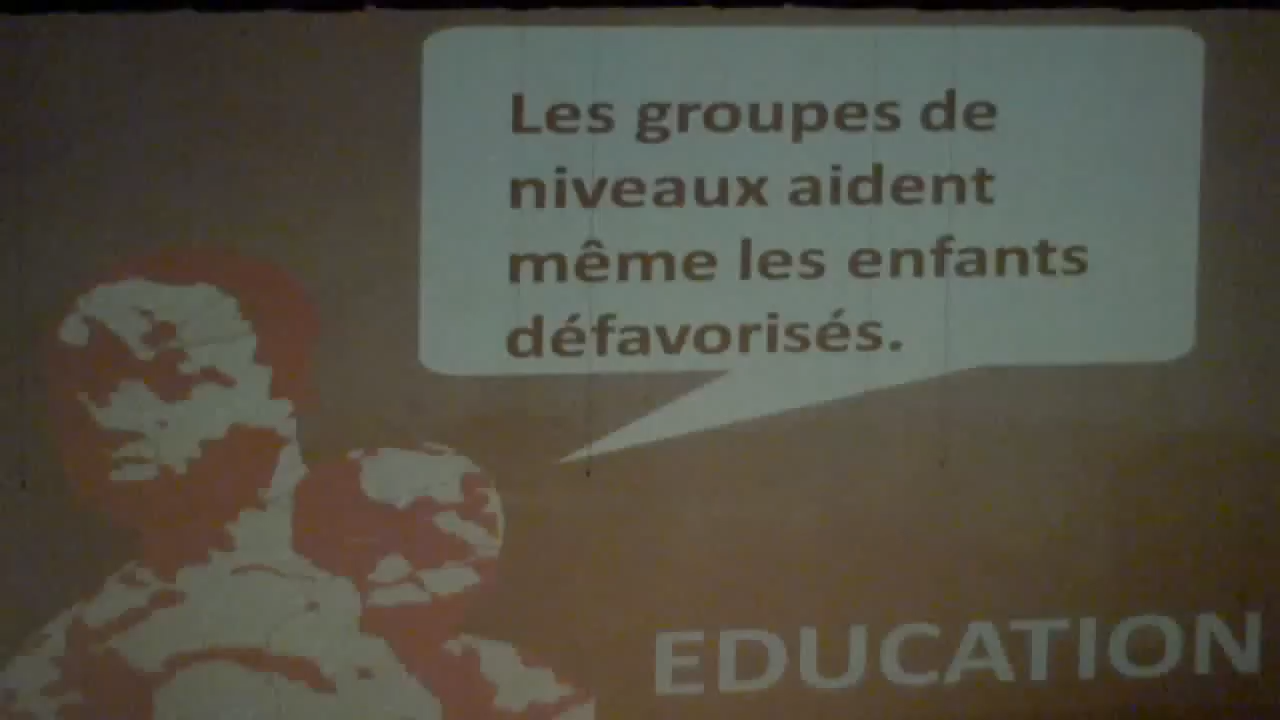 Les groupes de
niveaux aident
même les enfants
défavorisés.
EDUCATION